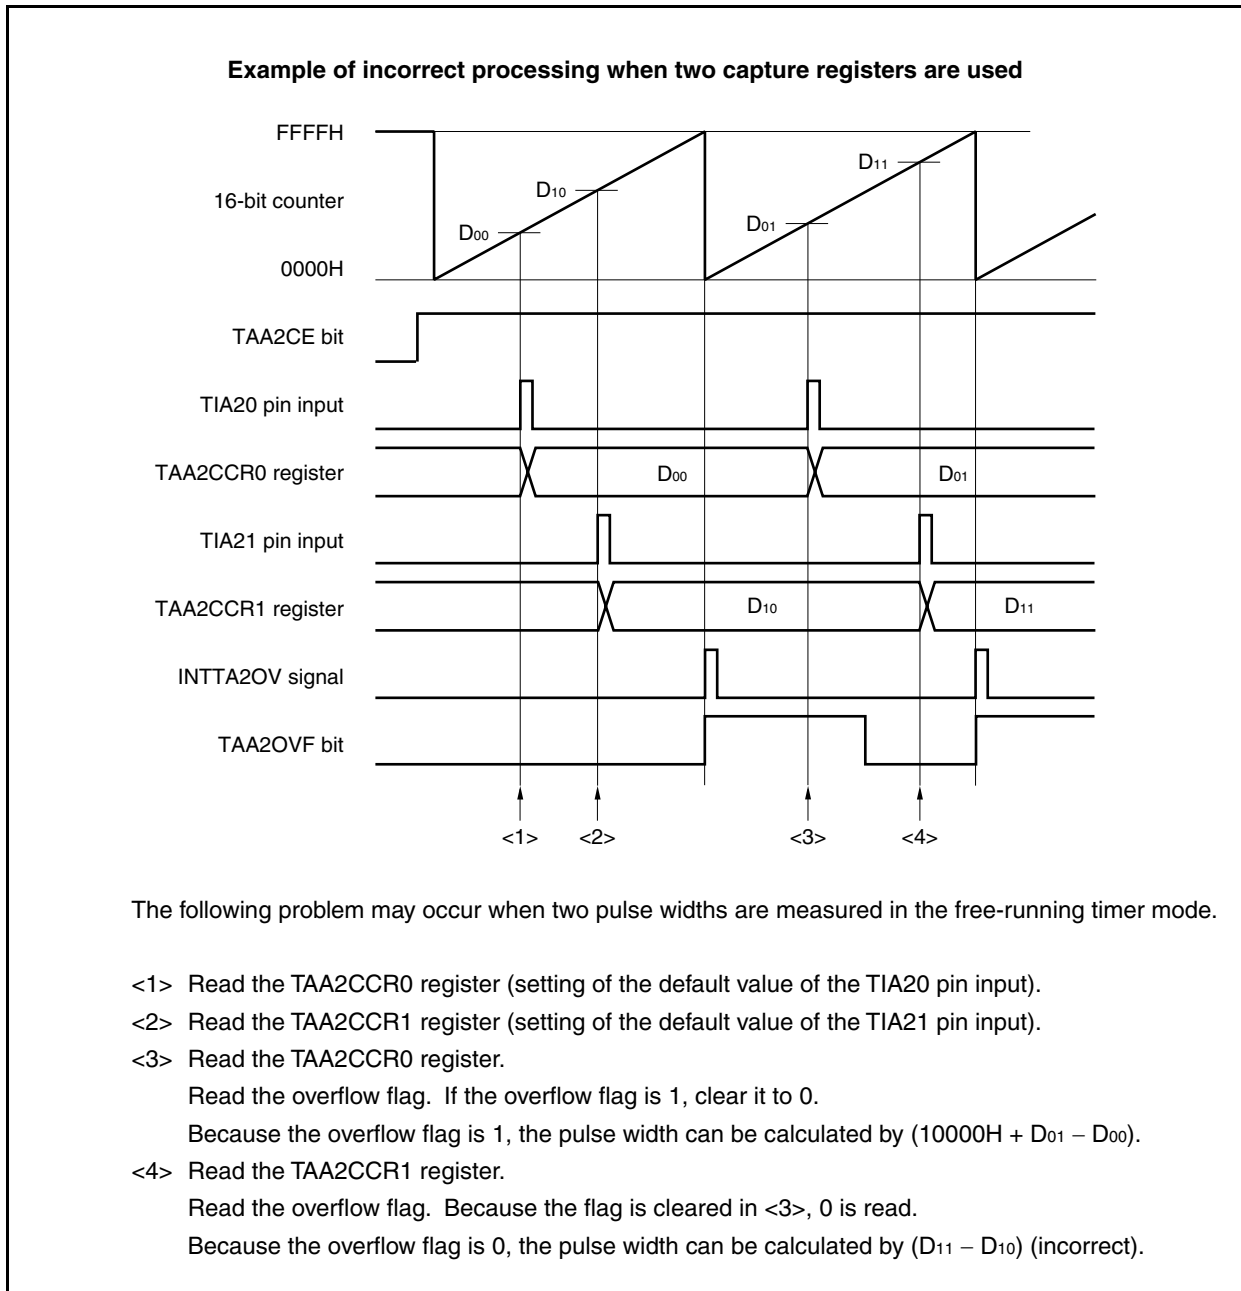 Example of incorrect processing when two capture registers are used
FFFFH
16-bit counter
0000H
D00
D10
D01
D11
TAA2CE bit
TIA20 pin input
TAA2CCR0 register
D00
D01
TIA21 pin input
TAA2CCR1 register
D10
D11
INTTA2OV signal
TAA2OVF bit
<1> <2> <3> <4>
The following problem may occur when two pulse widths are measured in the free-running timer mode.
<1> Read the TAA2CCR0 register (setting of the default value of the TIA20 pin input).
<2> Read the TAA2CCR1 register (setting of the default value of the TIA21 pin input).
<3> Read the TAA2CCR0 register.
Read the overflow flag. If the overflow flag is 1, clear it to 0.
Because the overflow flag is 1, the pulse width can be calculated by (10000H + D01 − D00).
<4> Read the TAA2CCR1 register.
Read the overflow flag. Because the flag is cleared in <3>, 0 is read.
Because the overflow flag is 0, the pulse width can be calculated by (D11 − D10) (incorrect).